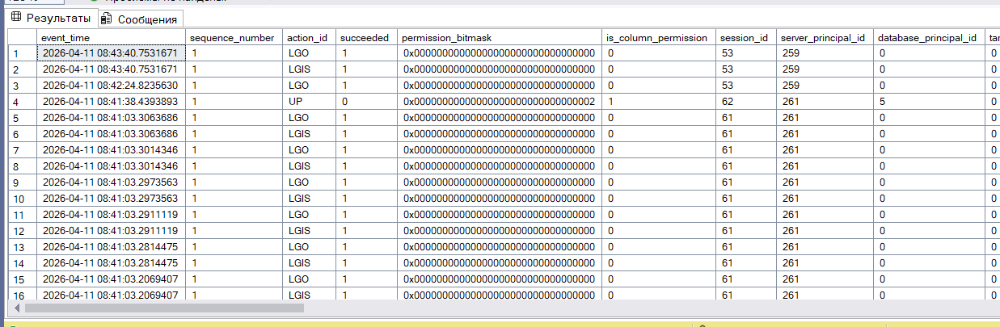 Результаты Сообщения
event_time sequence_number action_id succeeded permission_bitmask is_column_permission session_id server_principal_id database_principal_id
1 2026-04-11 08:43:40.7531671 1 LGO 1 0x00000000000000000000000000000000 0 53 259 0 0
2 2026-04-11 08:43:40.7531671 1 LGIS 1 0x00000000000000000000000000000000 0 53 259 0 0
3 2026-04-11 08:42:24.8235630 1 LGO 1 0x00000000000000000000000000000000 0 53 259 0 0
4 2026-04-11 08:41:38.4393893 1 UP 0 0x00000000000000000000000000000002 1 62 261 5 0
5 2026-04-11 08:41:03.3063686 1 LGO 1 0x00000000000000000000000000000000 0 61 261 0 0
6 2026-04-11 08:41:03.3063686 1 LGIS 1 0x00000000000000000000000000000000 0 61 261 0 0
7 2026-04-11 08:41:03.3014346 1 LGO 1 0x00000000000000000000000000000000 0 61 261 0 0
8 2026-04-11 08:41:03.3014346 1 LGIS 1 0x00000000000000000000000000000000 0 61 261 0 0
9 2026-04-11 08:41:03.2973563 1 LGO 1 0x00000000000000000000000000000000 0 61 261 0 0
10 2026-04-11 08:41:03.2973563 1 LGIS 1 0x00000000000000000000000000000000 0 61 261 0 0
11 2026-04-11 08:41:03.2911119 1 LGO 1 0x00000000000000000000000000000000 0 61 261 0 0
12 2026-04-11 08:41:03.2911119 1 LGIS 1 0x00000000000000000000000000000000 0 61 261 0 0
13 2026-04-11 08:41:03.2814475 1 LGO 1 0x00000000000000000000000000000000 0 61 261 0 0
14 2026-04-11 08:41:03.2814475 1 LGIS 1 0x00000000000000000000000000000000 0 61 261 0 0
15 2026-04-11 08:41:03.2069407 1 LGO 1 0x00000000000000000000000000000000 0 61 261 0 0
16 2026-04-11 08:41:03.2069407 1 LGIS 1 0x00000000000000000000000000000000 0 61 261 0 0